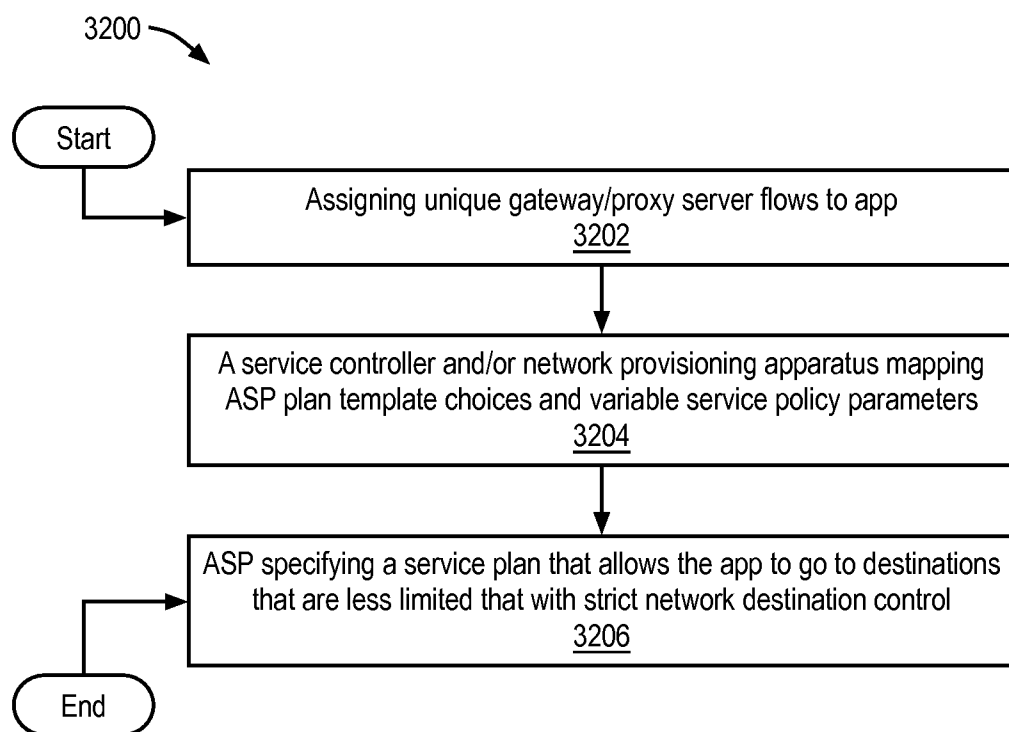 3200
Start
Assigning unique gateway/proxy server flows to app
3202
A service controller and/or network provisioning apparatus mapping
ASP plan template choices and variable service policy parameters
3204
ASP specifying a service plan that allows the app to go to destinations
that are less limited that with strict network destination control
3206
End